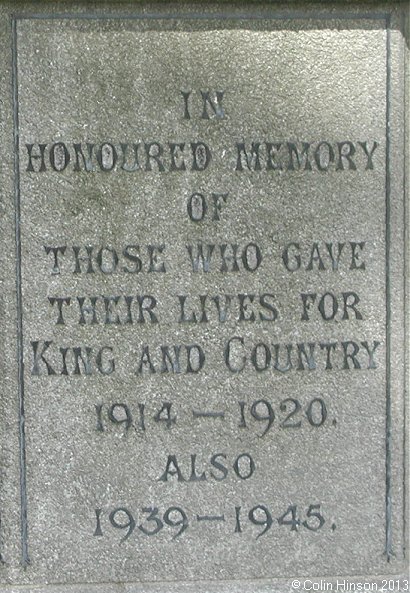 IN
HONOURED MEMORY
OF
THOSE WHO GAVE
THEIR LIVES FOR
KING AND COUNTRY
1914 – 1920.
ALSO
1939 – 1945.
©Colin Hinson 2013